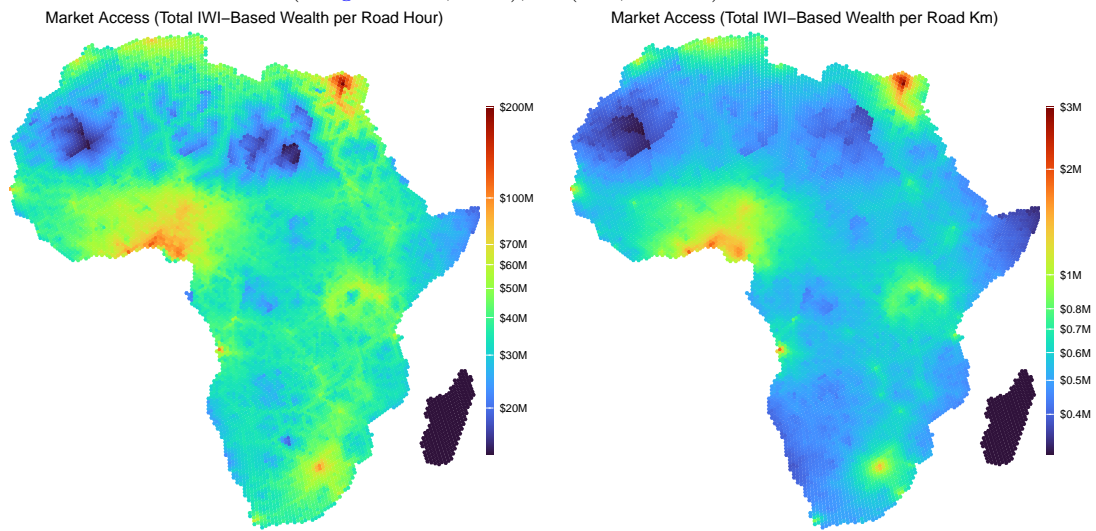 Market Access (Total IWI−Based Wealth per Road Hour)
$200M
$100M
$70M
$60M
$50M
$40M
$30M
$20M
Market Access (Total IWI−Based Wealth per Road Km)
$3M
$2M
$1M
$0.8M
$0.7M
$0.6M
$0.5M
$0.4M